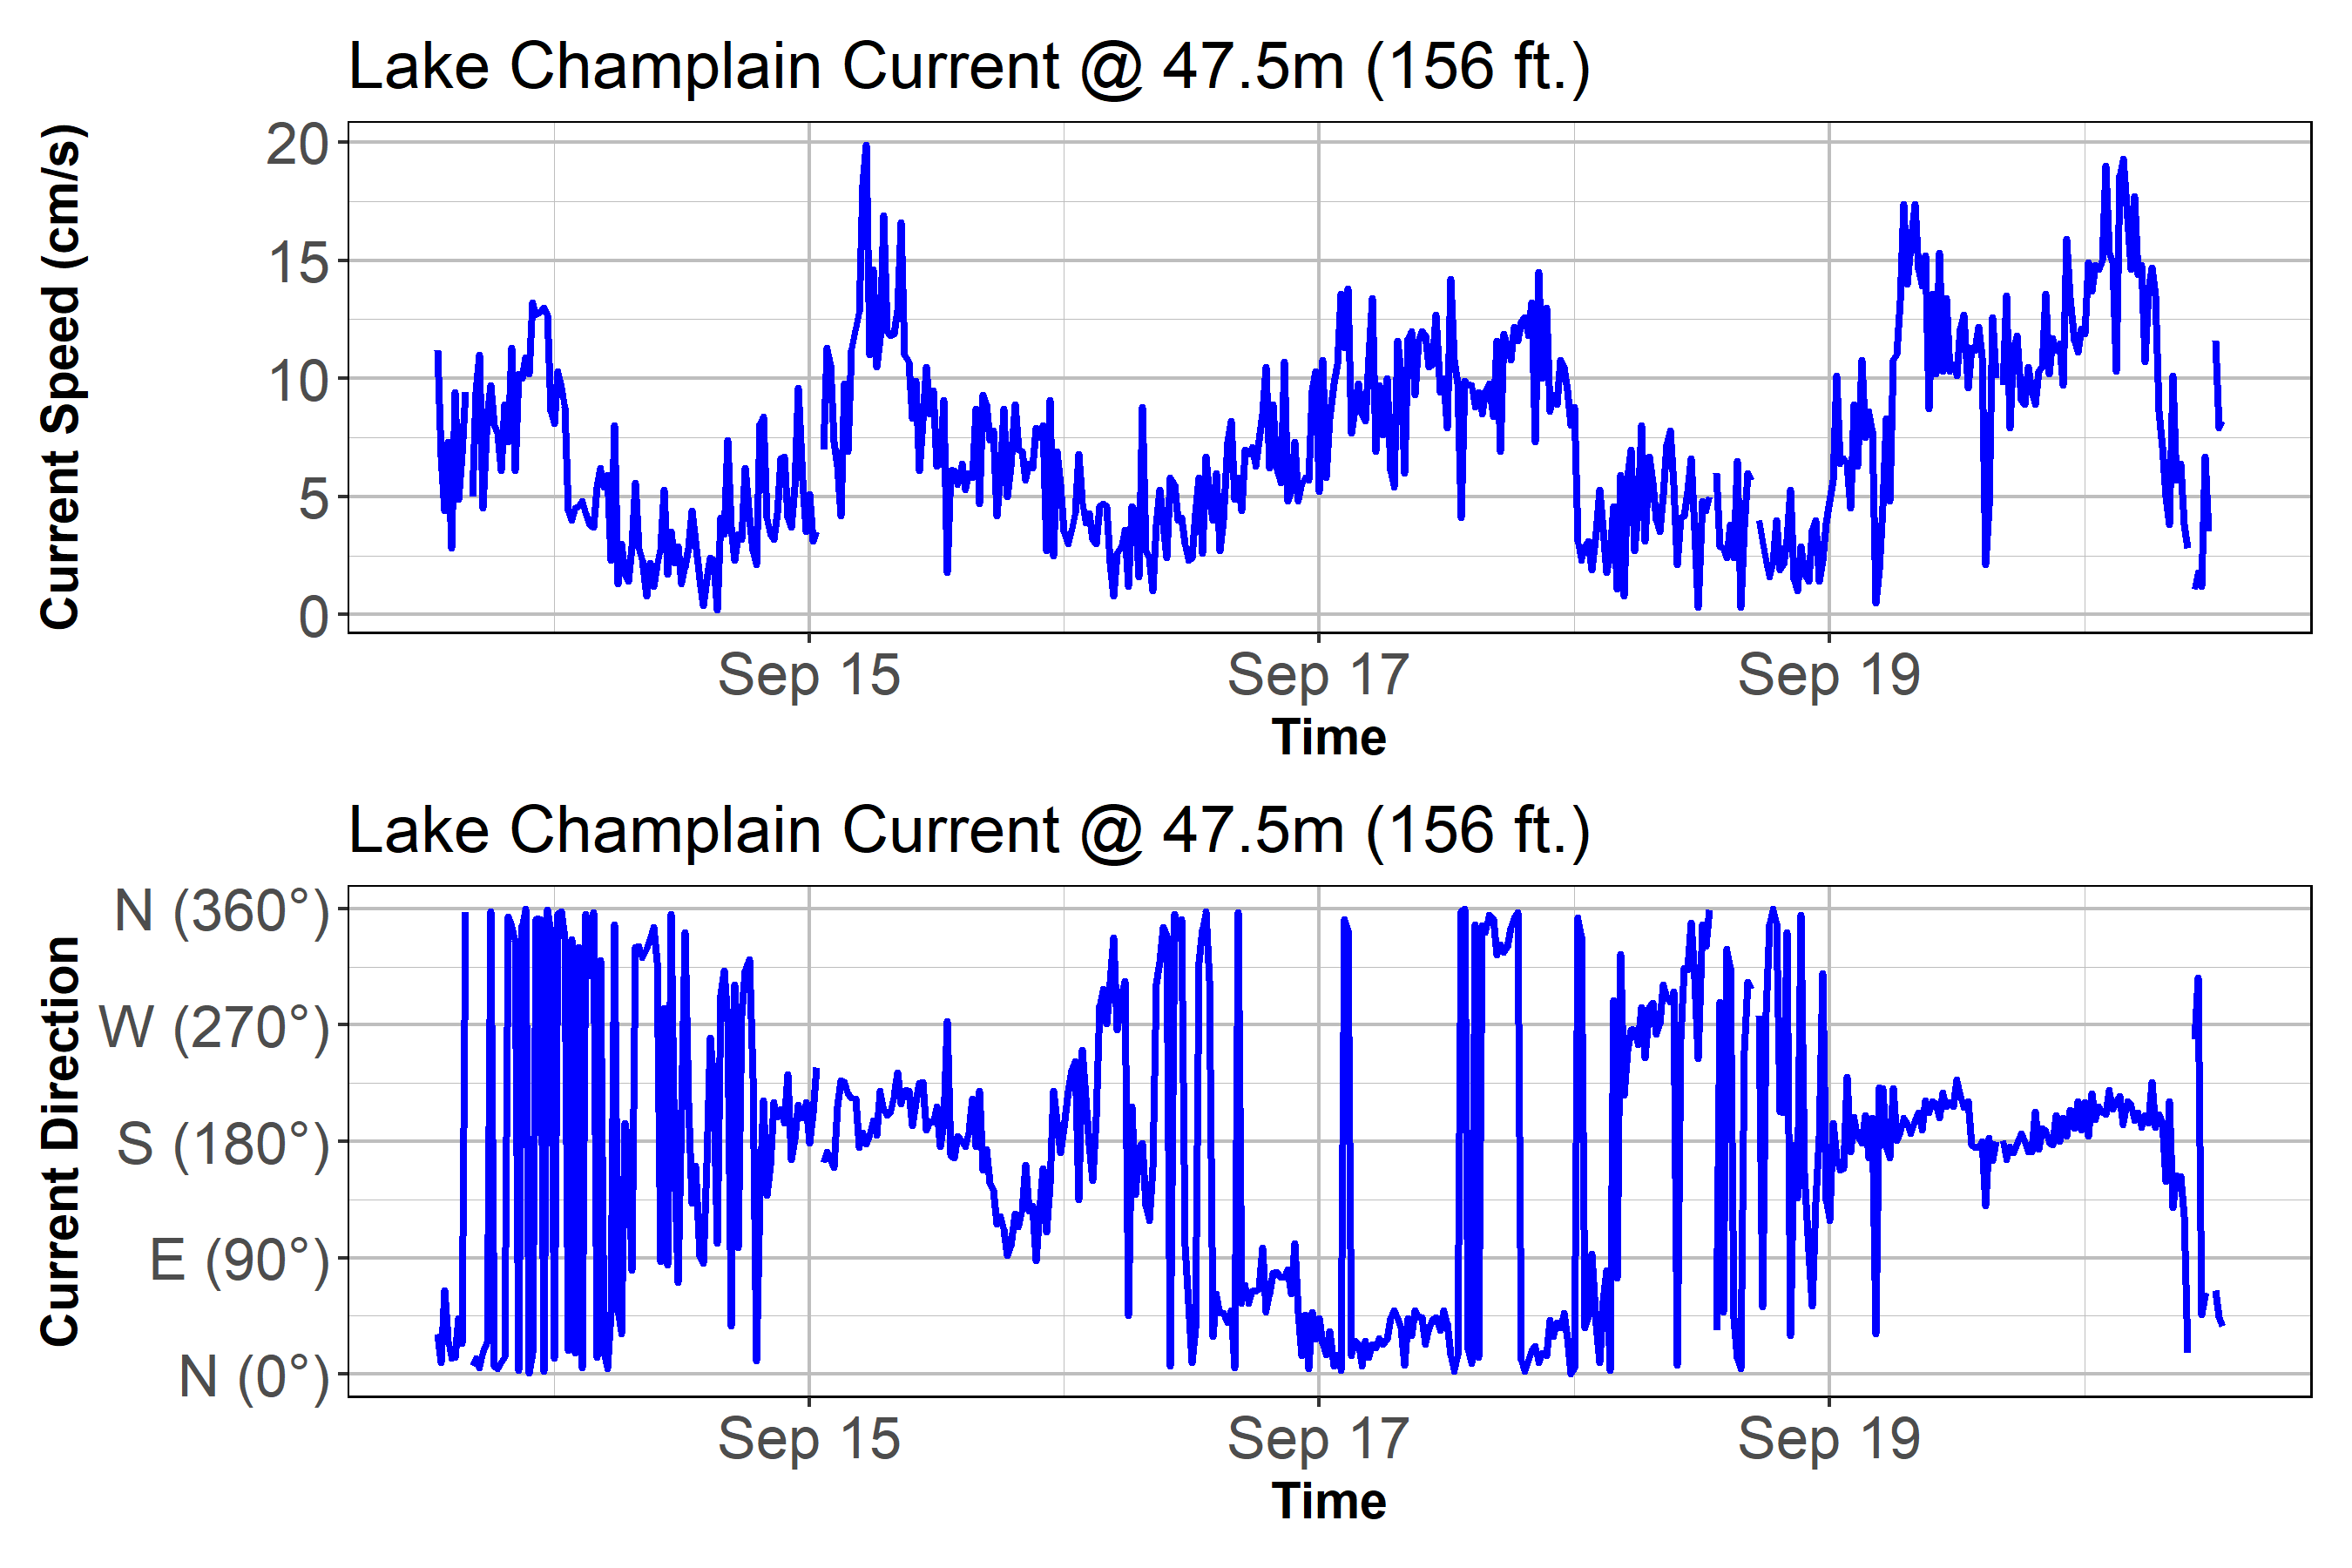 Lake Champlain Current @ 47.5m (156 ft.)
Current Speed (cm/s)
20
15
10
5
0
Sep 15 Sep 17 Sep 19
Time
Lake Champlain Current @ 47.5m (156 ft.)
Current Direction
N (360°)
W (270°)
S (180°)
E (90°)
N (0°)
Sep 15 Sep 17 Sep 19
Time